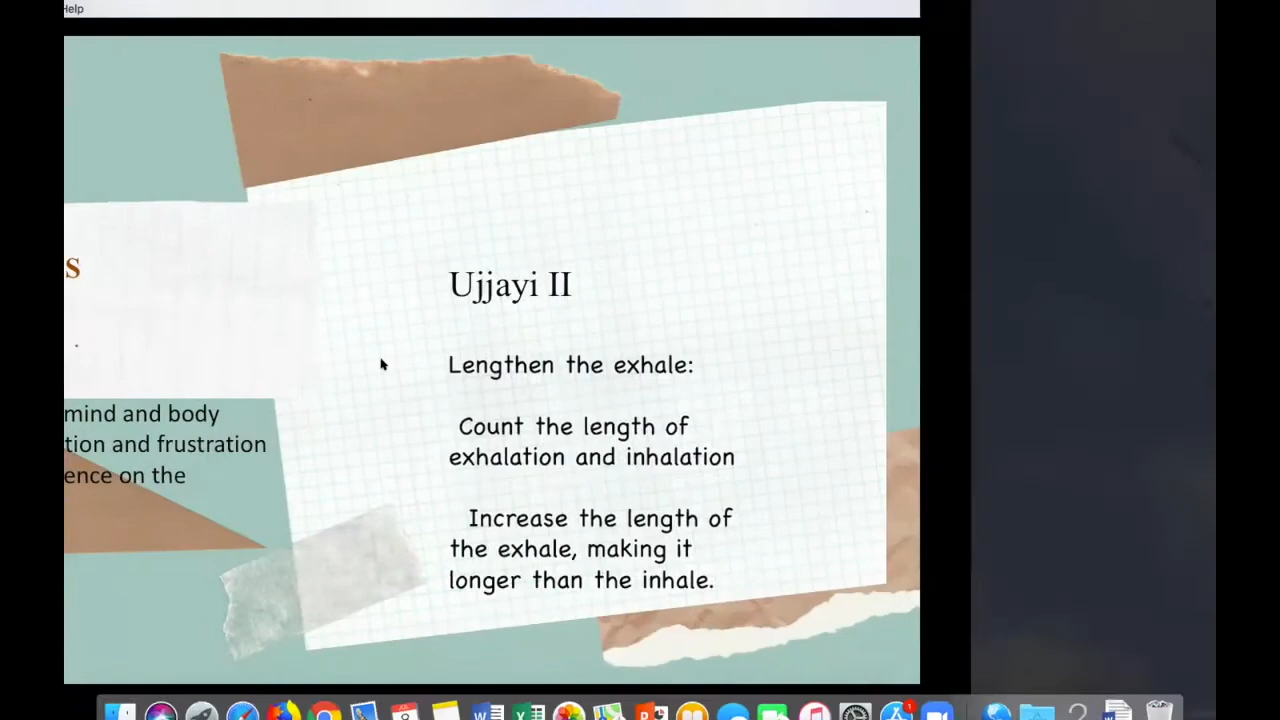 Help
s
.
mind and body
tion and frustration
ence on the
Ujjayi II
Lengthen the exhale:
Count the length of
exhalation and inhalation
Increase the length of
the exhale, making it
longer than the inhale.